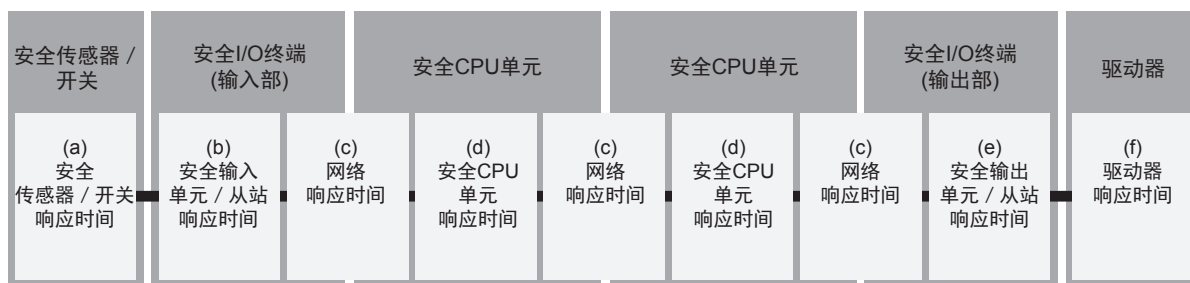 安全传感器 /
开关
安全I/O终端
(输入部)
安全CPU单元
安全CPU单元
安全I/O终端
(输出部)
驱动器
(a)
安全
传感器 / 开关
响应时间
(b)
安全输入
单元 / 从站
响应时间
(c)
网络
响应时间
(d)
安全CPU
单元
响应时间
(c)
网络
响应时间
(d)
安全CPU
单元
响应时间
(c)
网络
响应时间
(e)
安全输出
单元 / 从站
响应时间
(f)
驱动器
响应时间